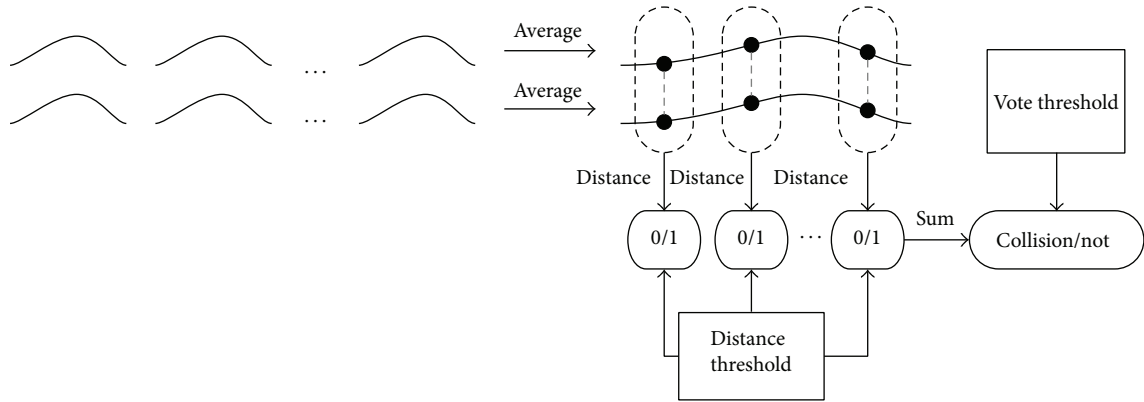 Average
...
Average
...
Vote threshold
Distance Distance Distance
0/1 0/1 ... 0/1
Sum
Collision/not
Distance
threshold